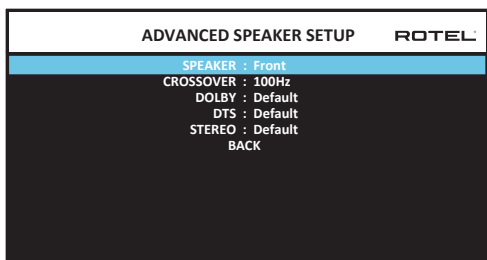 ADVANCED SPEAKER SETUP ROTEL
SPEAKER : Front
CROSSOVER : 100Hz
DOLBY : Default
DTS : Default
STEREO : Default
BACK